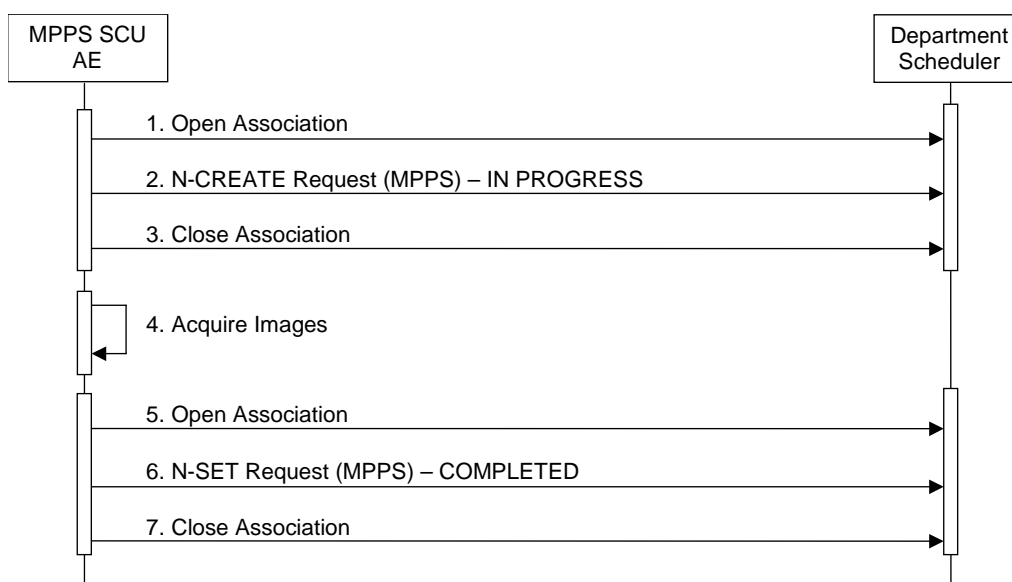 MPPS SCU
AE
Department
Scheduler
1. Open Association
2. N-CREATE Request (MPPS) – IN PROGRESS
3. Close Association
4. Acquire Images
5. Open Association
6. N-SET Request (MPPS) – COMPLETED
7. Close Association